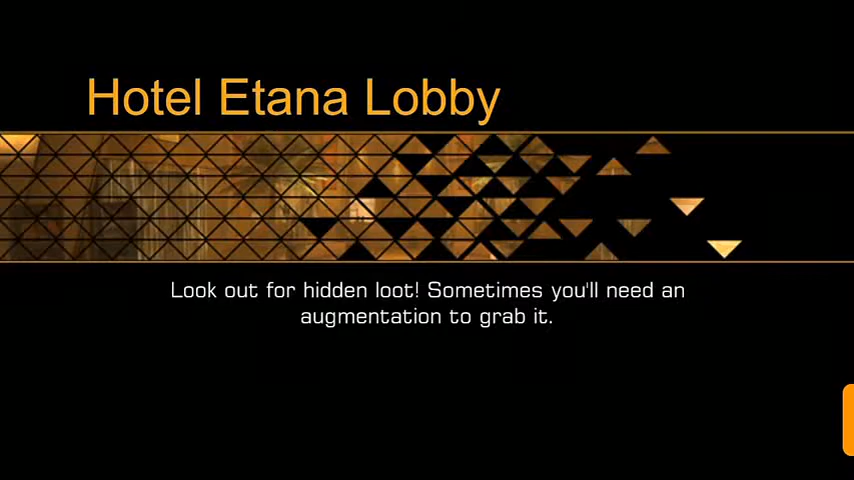 Hotel Etana Lobby
Look out for hidden loot! Sometimes you'll need an
augmentation to grab it.